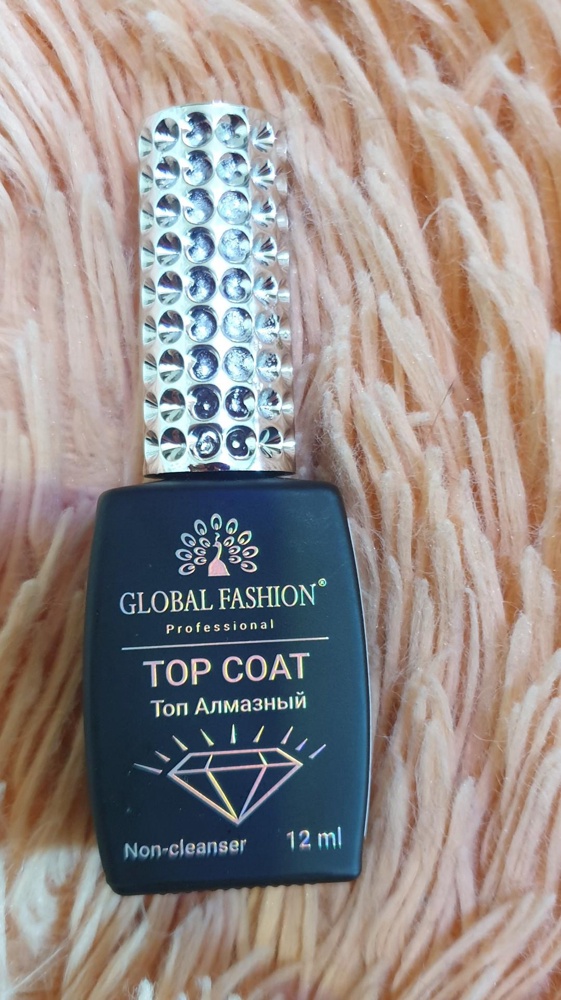 GLOBAL FASHION®
Professional
TOP COAT
Топ Алмазный
Non-cleanser 12 ml